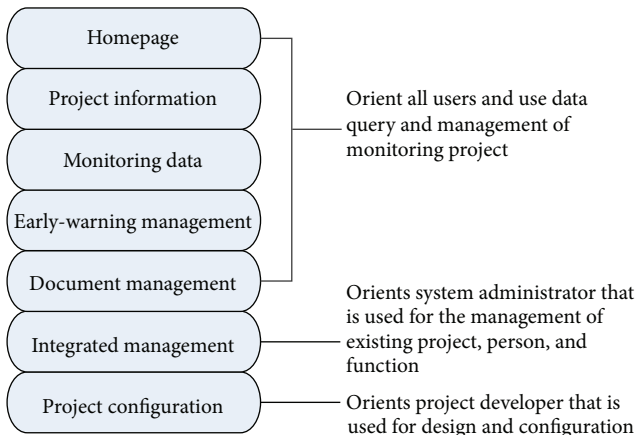 Homepage
Project information
Monitoring data
Early-warning management
Document management
Integrated management
Project configuration
Orient all users and use data
query and management of
monitoring project
Orients system administrator that
is used for the management of
existing project, person, and
function
Orients project developer that is
used for design and configuration